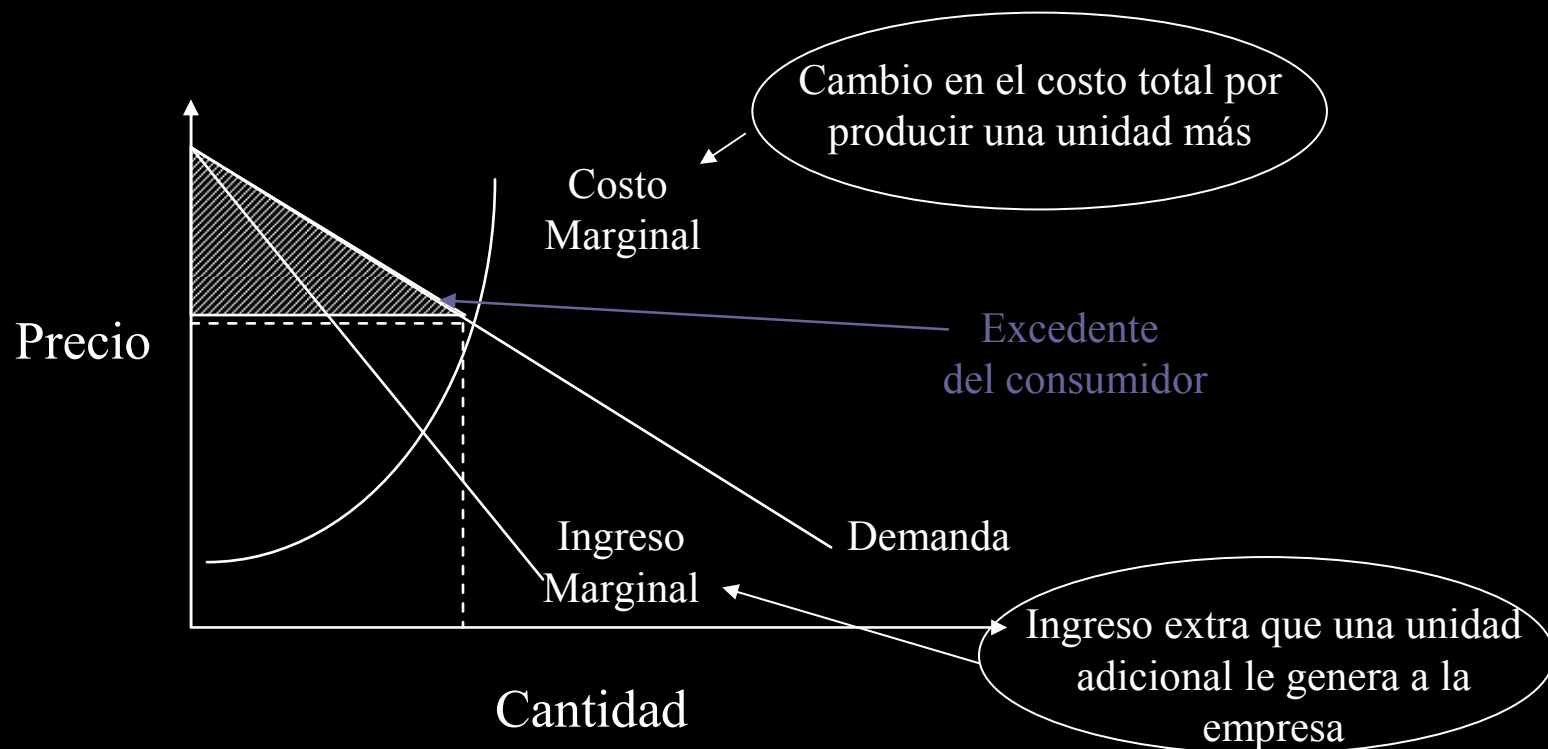 Cambio en el costo total por
producir una unidad más
Costo
Marginal
Excedente
del consumidor
Precio
Ingreso
Marginal
Demanda
Ingreso extra que una unidad
adicional le genera a la
empresa
Cantidad